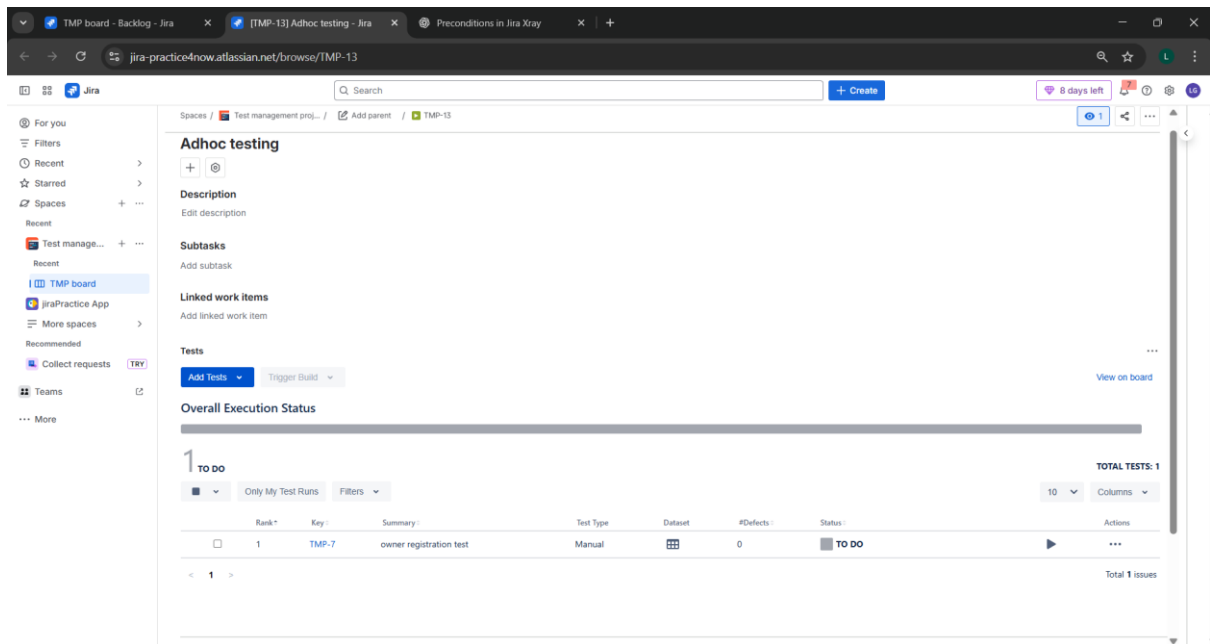 TMP board - Backlog - Jira
[TMP-13] Adhoc testing - Jira
Preconditions in Jira Xray
jira-practice4now.atlassian.net/browse/TMP-13
L
Jira
Search
+ Create
8 days left
7
LG
For you
Filters
Recent
Starred
Spaces
Recent
Test manage...
Recent
TMP board
jiraPractice App
More spaces
Recommended
Collect requests TRY
Teams
More
Spaces / Test management proj... / Add parent / TMP-13
1
Adhoc testing
Description
Edit description
Subtasks
Add subtask
Linked work items
Add linked work item
Tests
Add Tests Trigger Build View on board
Overall Execution Status
1 TO DO TOTAL TESTS: 1
Only My Test Runs Filters 10 Columns
Rank Key Summary Test Type Dataset #Defects Status Actions
1 TMP-7 owner registration test Manual 0 TO DO
< 1 > Total 1 issues